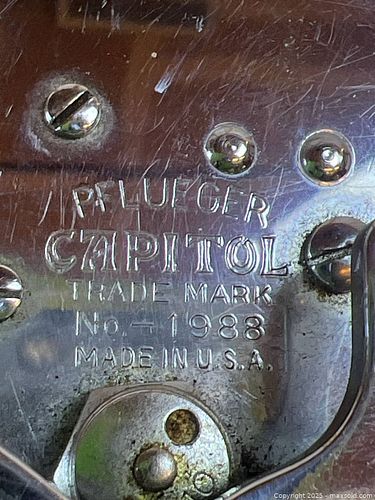 PFLUEGER
CAPITOL
TRADE MARK
No.-1988
MADE IN U.S.A.
Copyright 2025 - maxsold.com